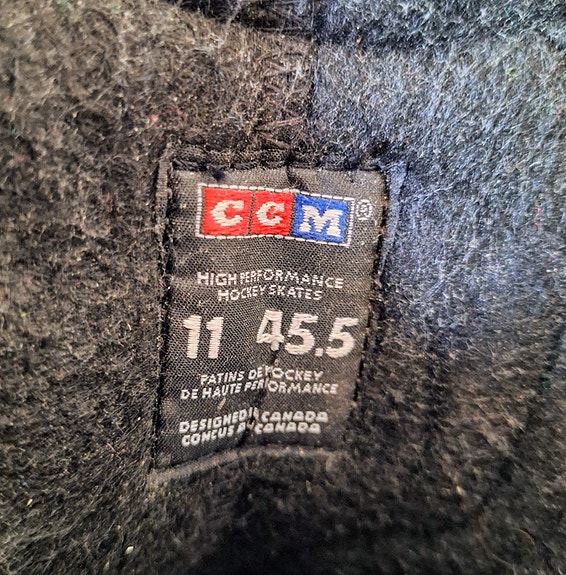 CCM®
HIGH PERFORMANCE
HOCKEY SKATES
11 45.5
PATINS DE HOCKEY
DE HAUTE PERFORMANCE
DESIGNED IN CANADA
CONCUS AU CANADA